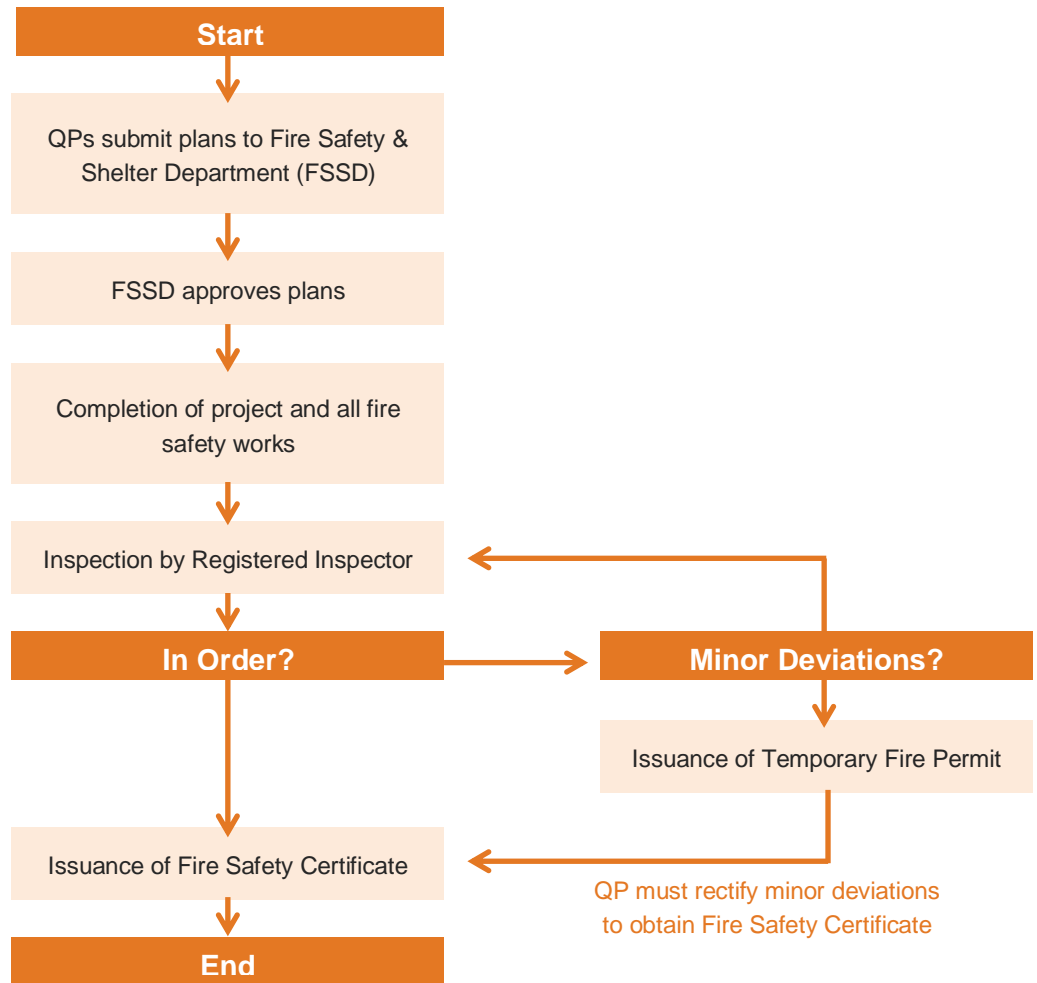 Start
QPs submit plans to Fire Safety &
Shelter Department (FSSD)
FSSD approves plans
Completion of project and all fire
safety works
Inspection by Registered Inspector
In Order?
Minor Deviations?
Issuance of Temporary Fire Permit
Issuance of Fire Safety Certificate
QP must rectify minor deviations
to obtain Fire Safety Certificate
End